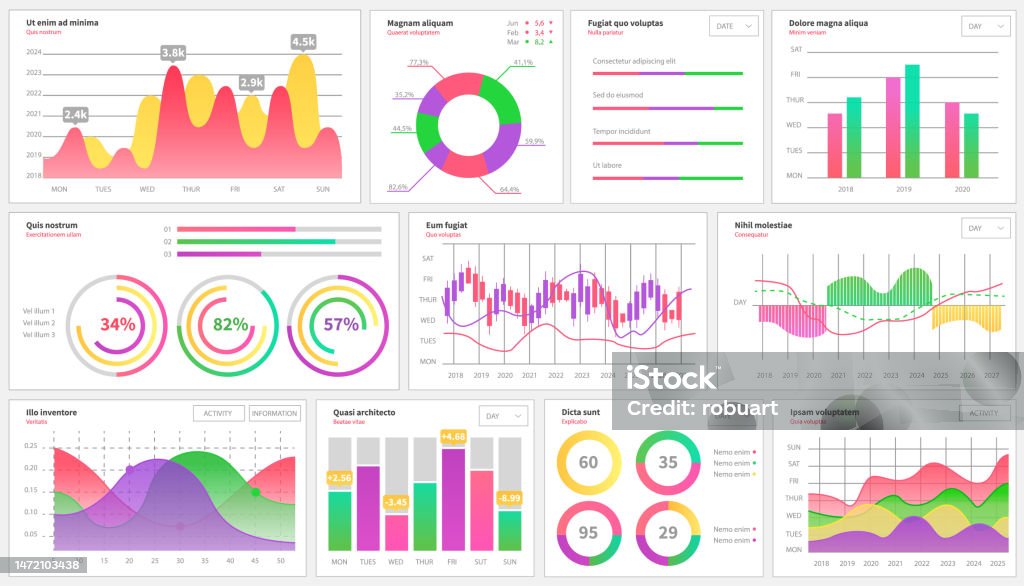 Ut enim ad minima
Quis nostrum
2024
2023
2022
2021
2020
2019
2018
2.4k
3.8k
2.9k
4.5k
MON TUES WED THUR FRI SAT SUN
Magnam aliquam
Quaerat voluptatem
Jun 5,6
Feb 3,4
Mar 8,2
77,3%
41,1%
35,2%
44,5%
59,9%
82,6%
64,4%
Fugiat quo voluptas
Nulla pariatur
DATE
Consectetur adipiscing elit
Sed do eiusmod
Tempor incididunt
Ut labore
Dolore magna aliqua
Minim veniam
DAY
SAT
FRI
THUR
WED
TUES
MON
2018 2019 2020
Quis nostrum
Exercitationem ullam
01
02
03
Vel illum 1
Vel illum 2
Vel illum 3
34%
82%
57%
Eum fugiat
Quo voluptas
SAT
FRI
THUR
WED
TUES
MON
2018 2019 2020 2021 2022 2023 2024
Nihil molestiae
Consequatur
DAY
DAY
2018 2019 2020 2021 2022 2023 2024 2025 2026 2027
iStock™
Credit: robuart
Illo inventore
Veritatis
ACTIVITY
INFORMATION
0.25
0.20
0.15
0.10
0.05
10 15 20 25 30 35 40 45 50
Quasi architecto
Beatae vitae
DAY
+2.56
-3.45
+4.68
-8.99
MON TUES WED THUR FRI SUT SUN
Dicta sunt
Explicabo
DAY
60
35
95
29
Nemo enim
Nemo enim
Nemo enim
Nemo enim
Nemo enim
Ipsam voluptatem
Quia voluptas
ACTIVITY
SUN
SAT
FRI
THUR
WED
TUES
MON
2018 2019 2020 2021 2022 2023 2024 2025
1472103438